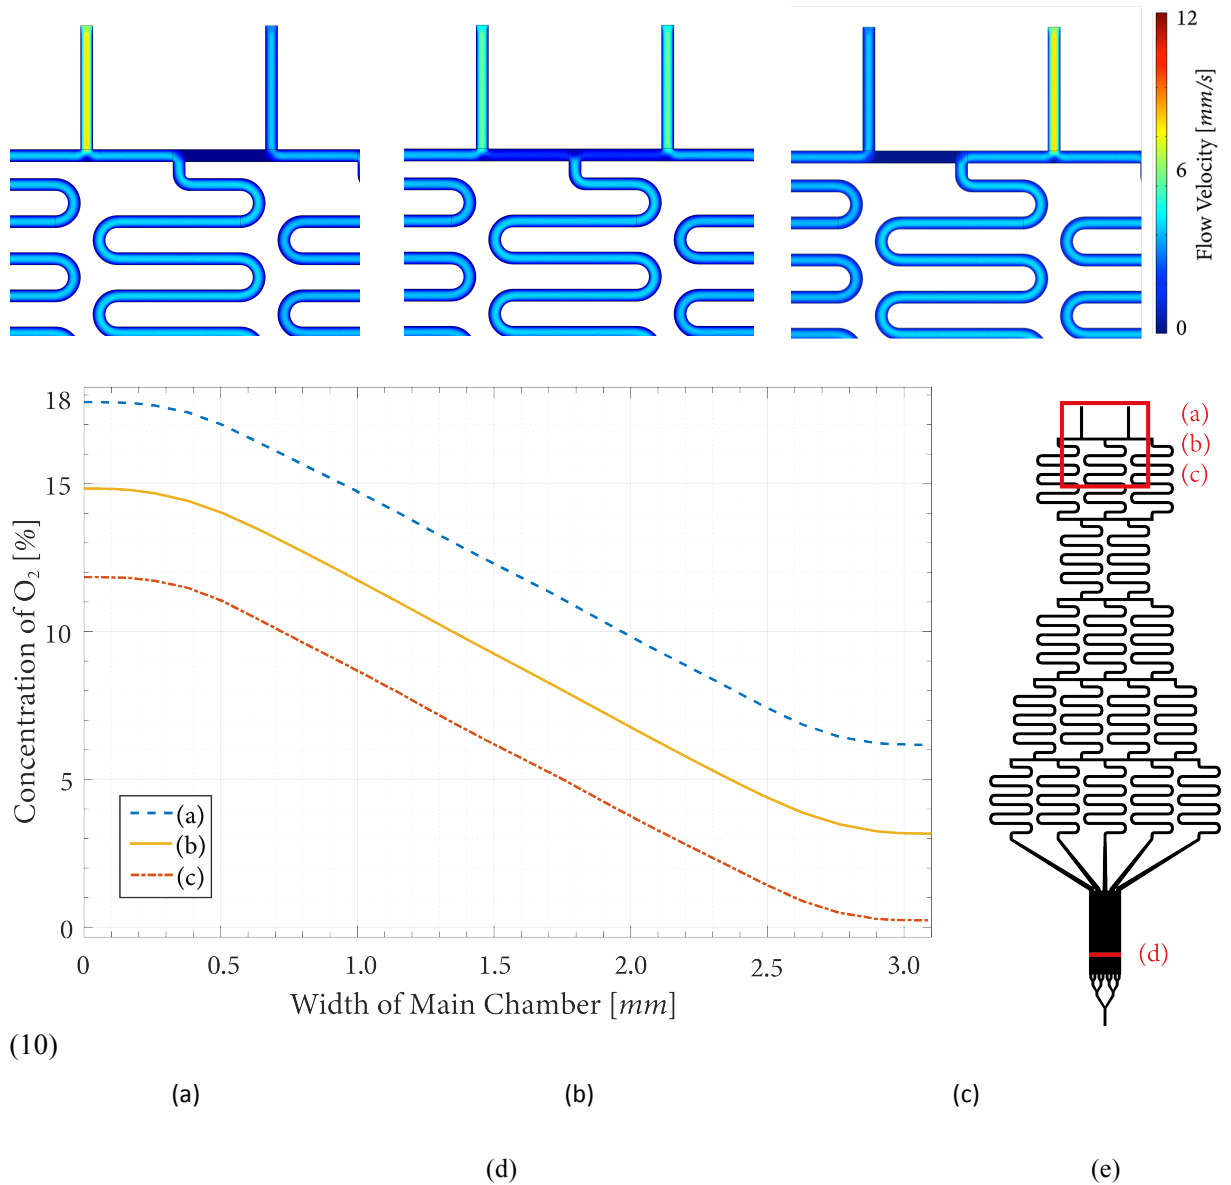 12
6
0
Flow Velocity [mm/s]
18
15
10
5
0
Concentration of O2 [%]
(a)
(b)
(c)
0
0.5
1.0
1.5
2.0
2.5
3.0
Width of Main Chamber [mm]
(a)
(b)
(c)
(d)
(10)
(a) (b) (c)
(d) (e)